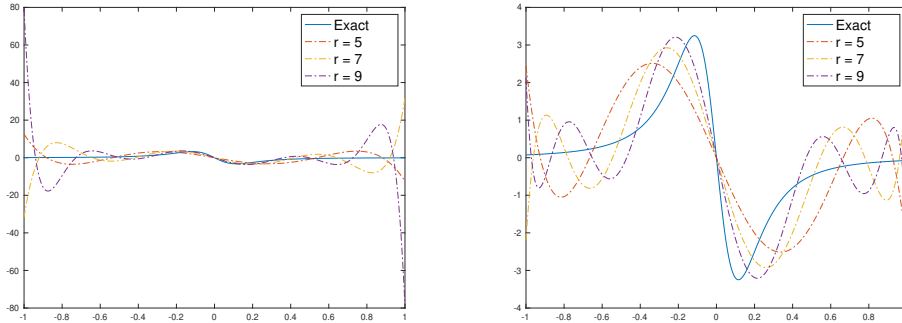 80
60
40
20
0
-20
-40
-60
-80
-1 -0.8 -0.6 -0.4 -0.2 0 0.2 0.4 0.6 0.8 1
Exact
r = 5
r = 7
r = 9
4
3
2
1
0
-1
-2
-3
-4
-1 -0.8 -0.6 -0.4 -0.2 0 0.2 0.4 0.6 0.8
Exact
r = 5
r = 7
r = 9